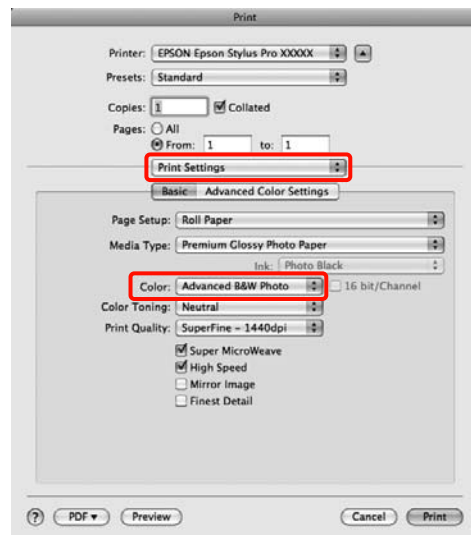 Print
Printer: EPSON Epson Stylus Pro XXXXX
Presets: Standard
Copies: 1 Collated
Pages: All
From: 1 to: 1
Print Settings
Basic Advanced Color Settings
Page Setup: Roll Paper
Media Type: Premium Glossy Photo Paper
Ink: Photo Black
Color: Advanced B&W Photo 16 bit/Channel
Color Toning: Neutral
Print Quality: SuperFine – 1440dpi
Super MicroWeave
High Speed
Mirror Image
Finest Detail
? PDF Preview Cancel Print